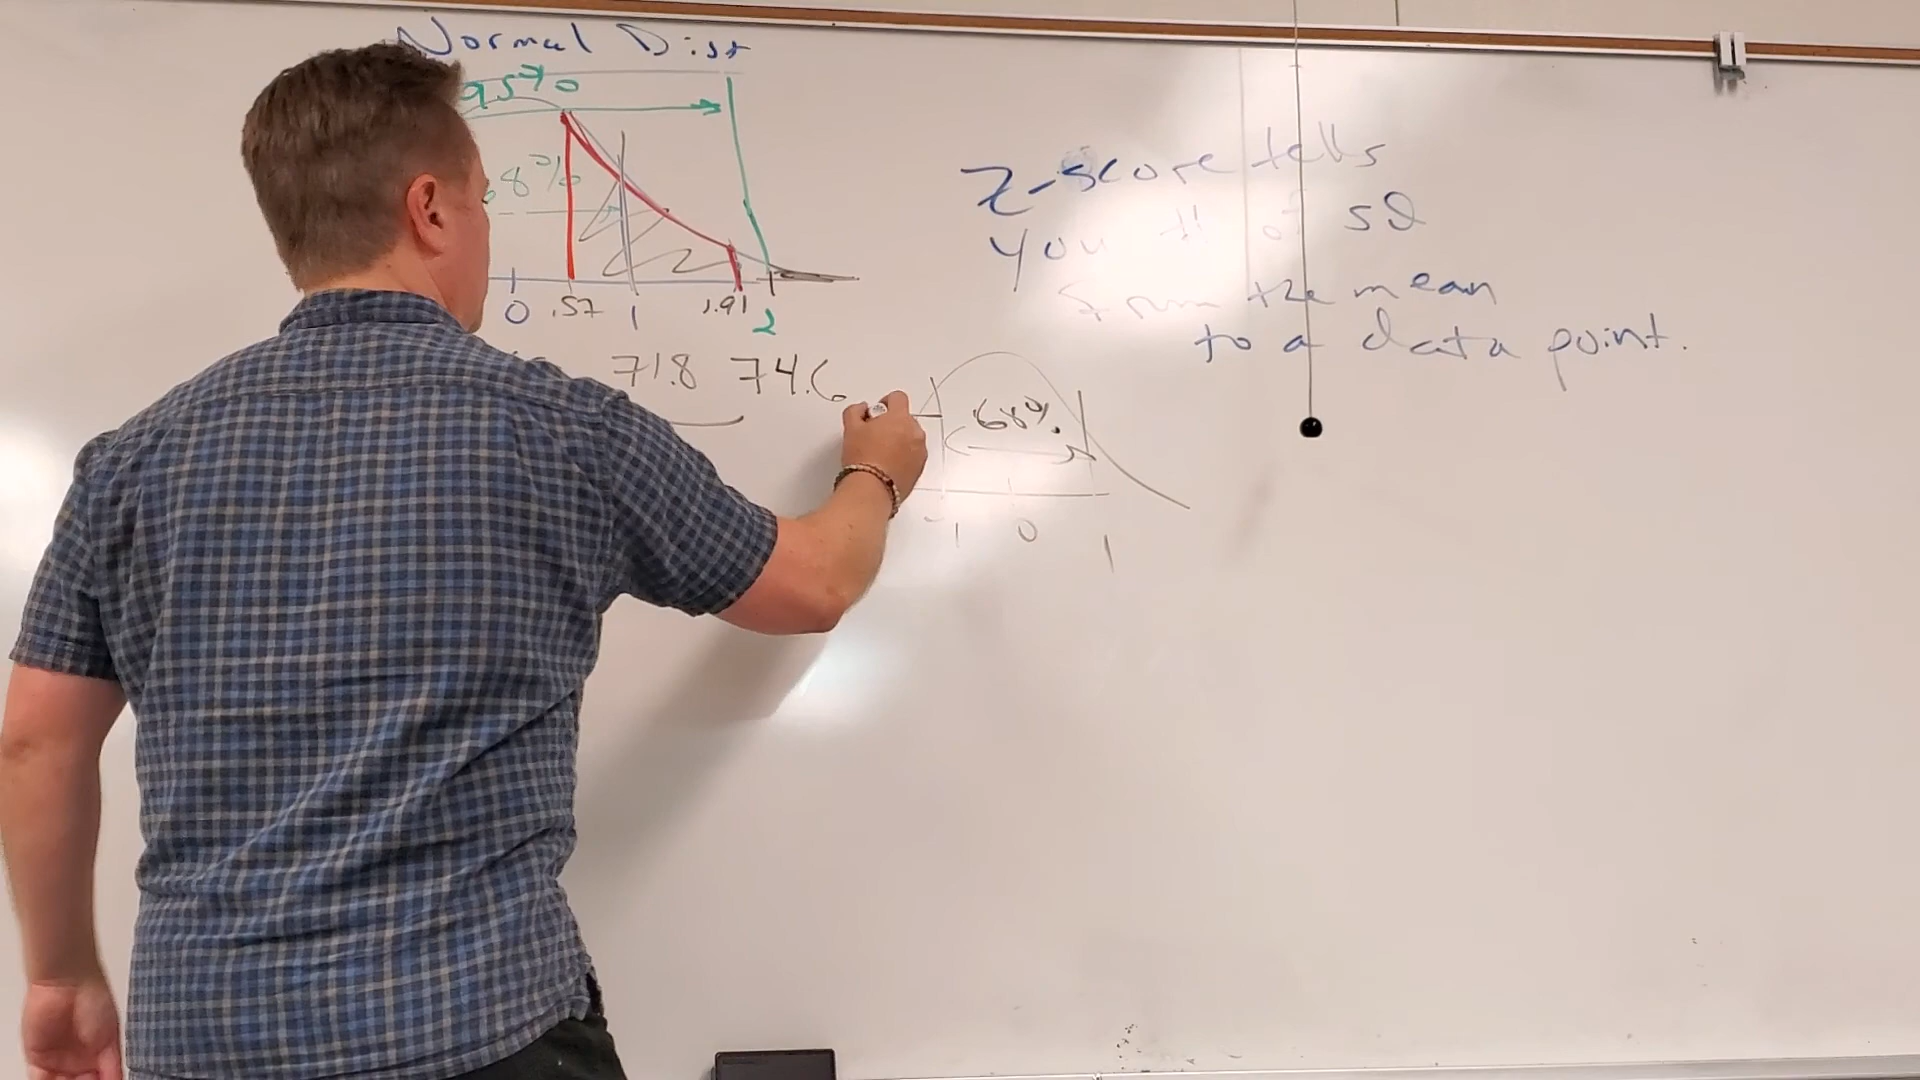 Normal Dist
95%
68%
0 .57 1 1.91 2
71.8 74.6
68%
-1 0 1
Z-score tells
you # of SD
from the mean
to a data point.